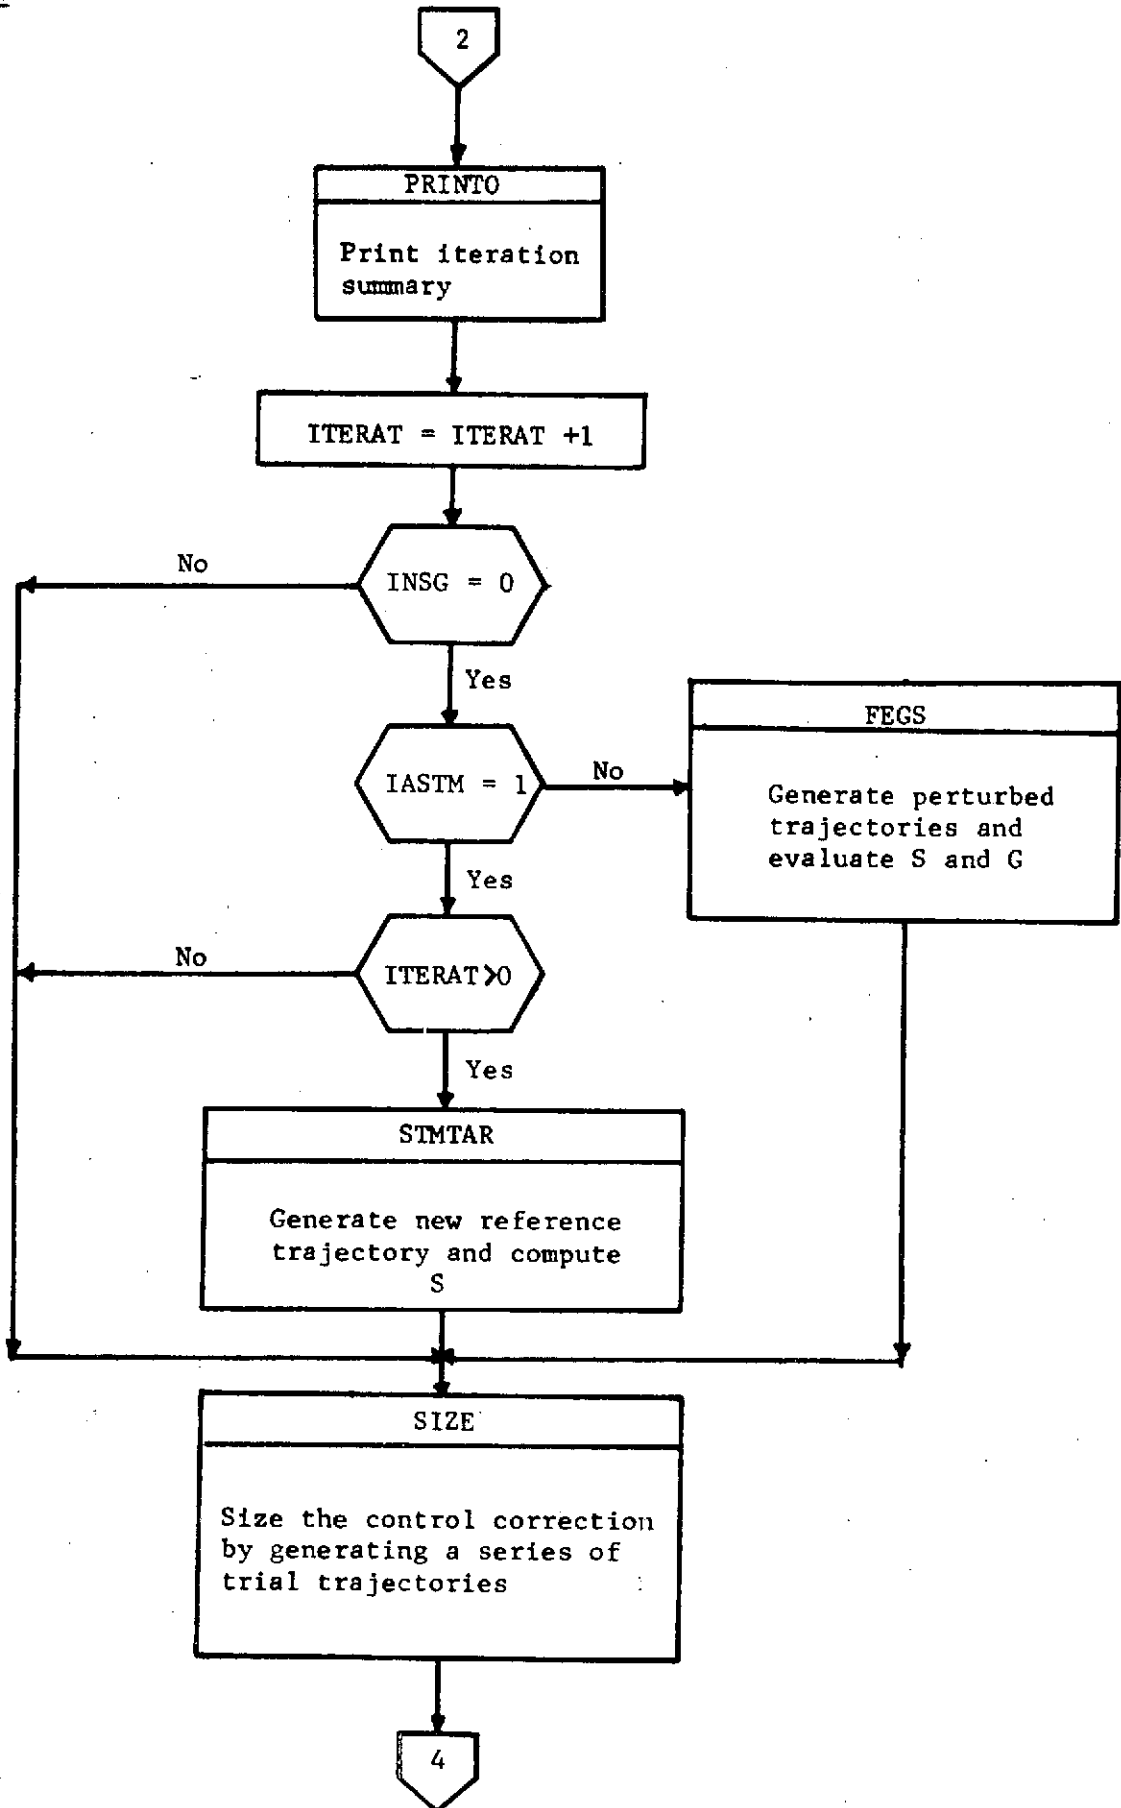 2
PRINTO
Print iteration
summary
ITERAT = ITERAT +1
INSG = 0
No
Yes
IASTM = 1
No
FEGS
Generate perturbed
trajectories and
evaluate S and G
Yes
ITERAT>0
No
Yes
STMTAR
Generate new reference
trajectory and compute
S
SIZE
Size the control correction
by generating a series of
trial trajectories
4